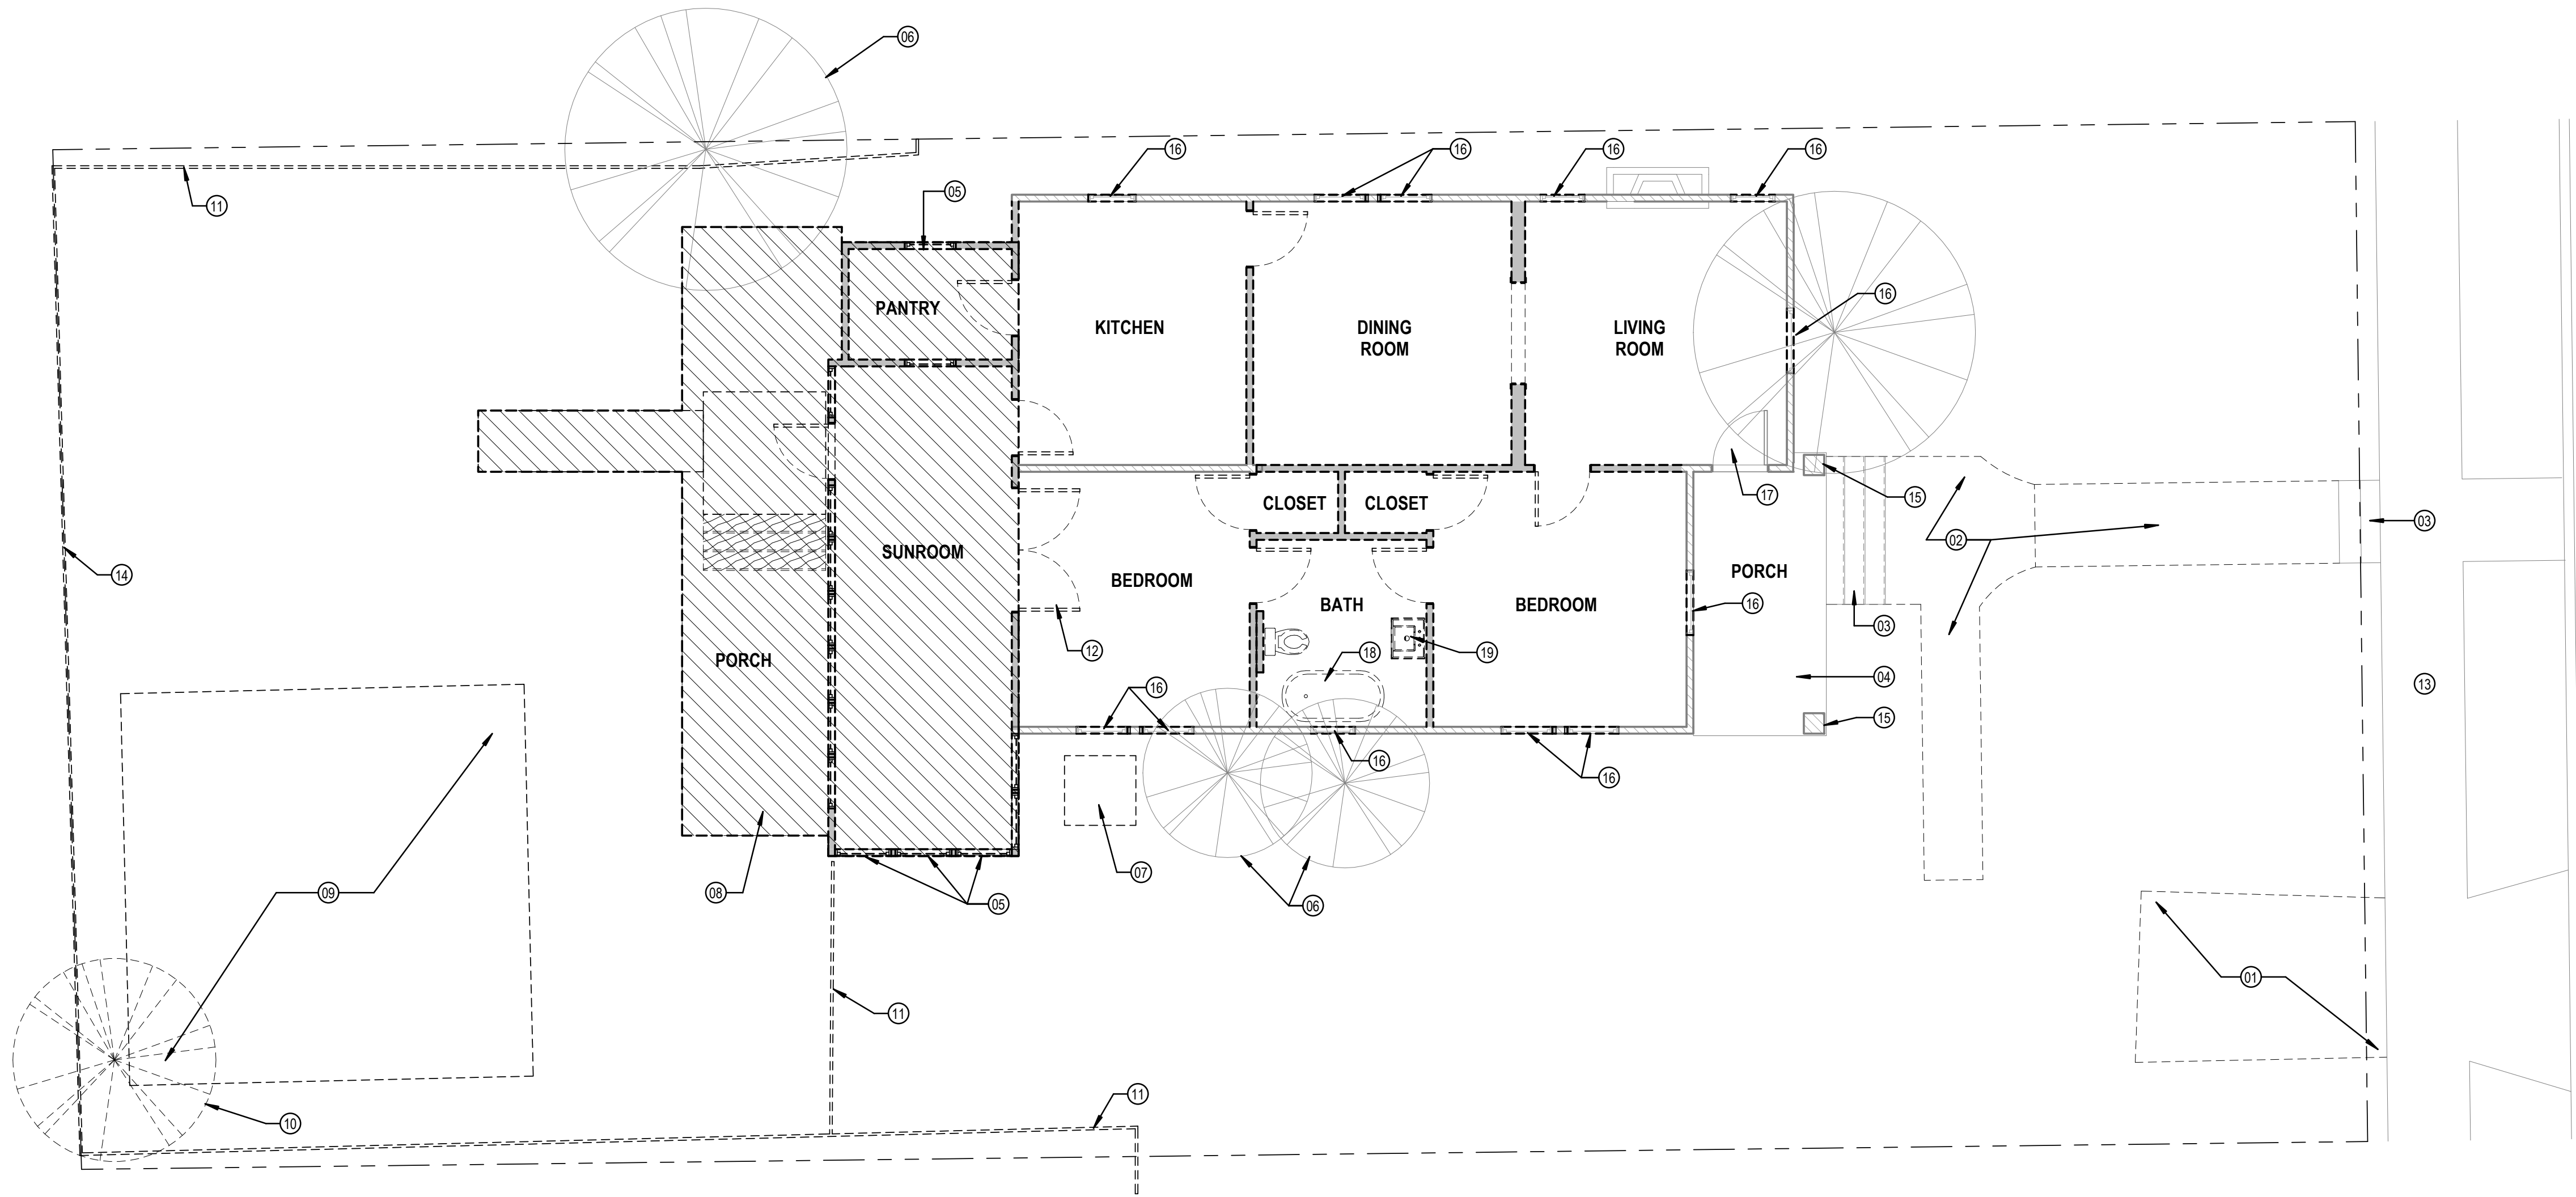 06
16
16
16
16
05
11
16
PANTRY
KITCHEN
DINING
ROOM
LIVING
ROOM
17
15
03
CLOSET
CLOSET
02
SUNROOM
14
BEDROOM
PORCH
BATH
BEDROOM
16
03
12
18
19
PORCH
04
13
16
15
16
16
07
09
08
05
06
01
11
11
10